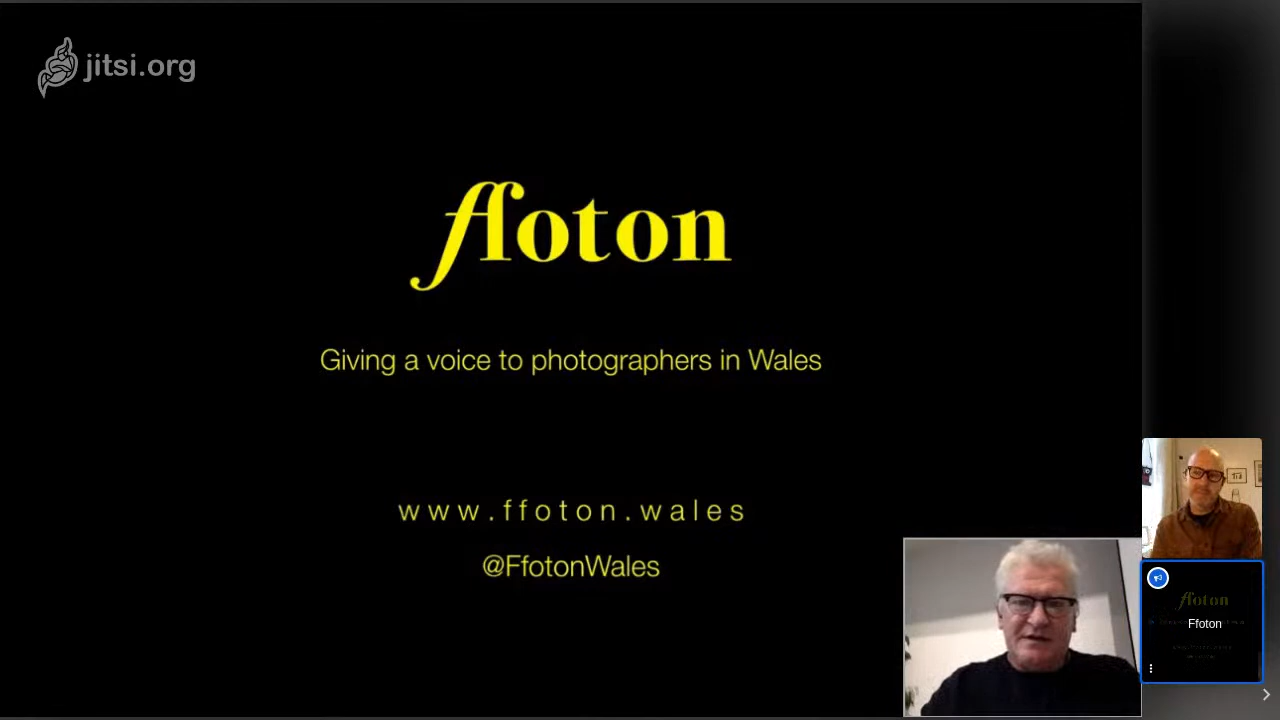 jitsi.org
ffoton
Giving a voice to photographers in Wales
www.ffoton.wales
@FfotonWales
Ffoton